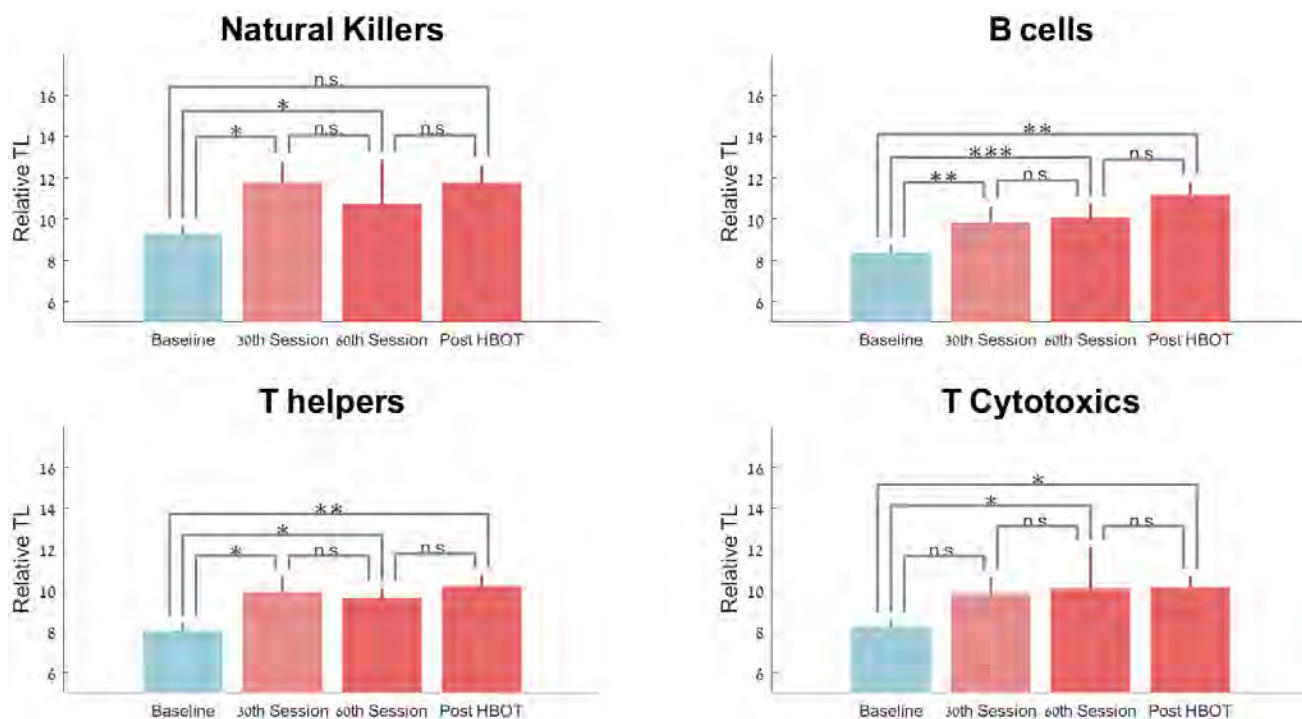 Natural Killers
Relative TL
16
14
12
10
8
6
n.s.
*
* n.s. n.s.
Baseline 30th Session 60th Session Post HBOT
B cells
Relative TL
16
14
12
10
8
6
**
***
** n.s. n.s
Baseline 30th Session 60th Session Post HBOT
T helpers
Relative TL
16
14
12
10
8
6
**
*
* n.s n.s.
Baseline 30th Session 60th Session Post HBOT
T Cytotoxics
Relative TL
16
14
12
10
8
6
*
*
n.s n.s n.s
Baseline 30th Session 60th Session Post HBOT